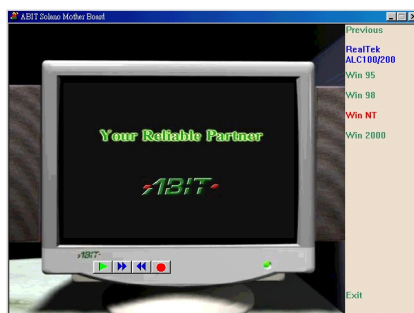 ABIT Solano Mother Board
Previous
RealTek
ALC100/200
Win 95
Win 98
Win NT
Win 2000
Your Reliable Partner
ABIT
ABIT
Exit